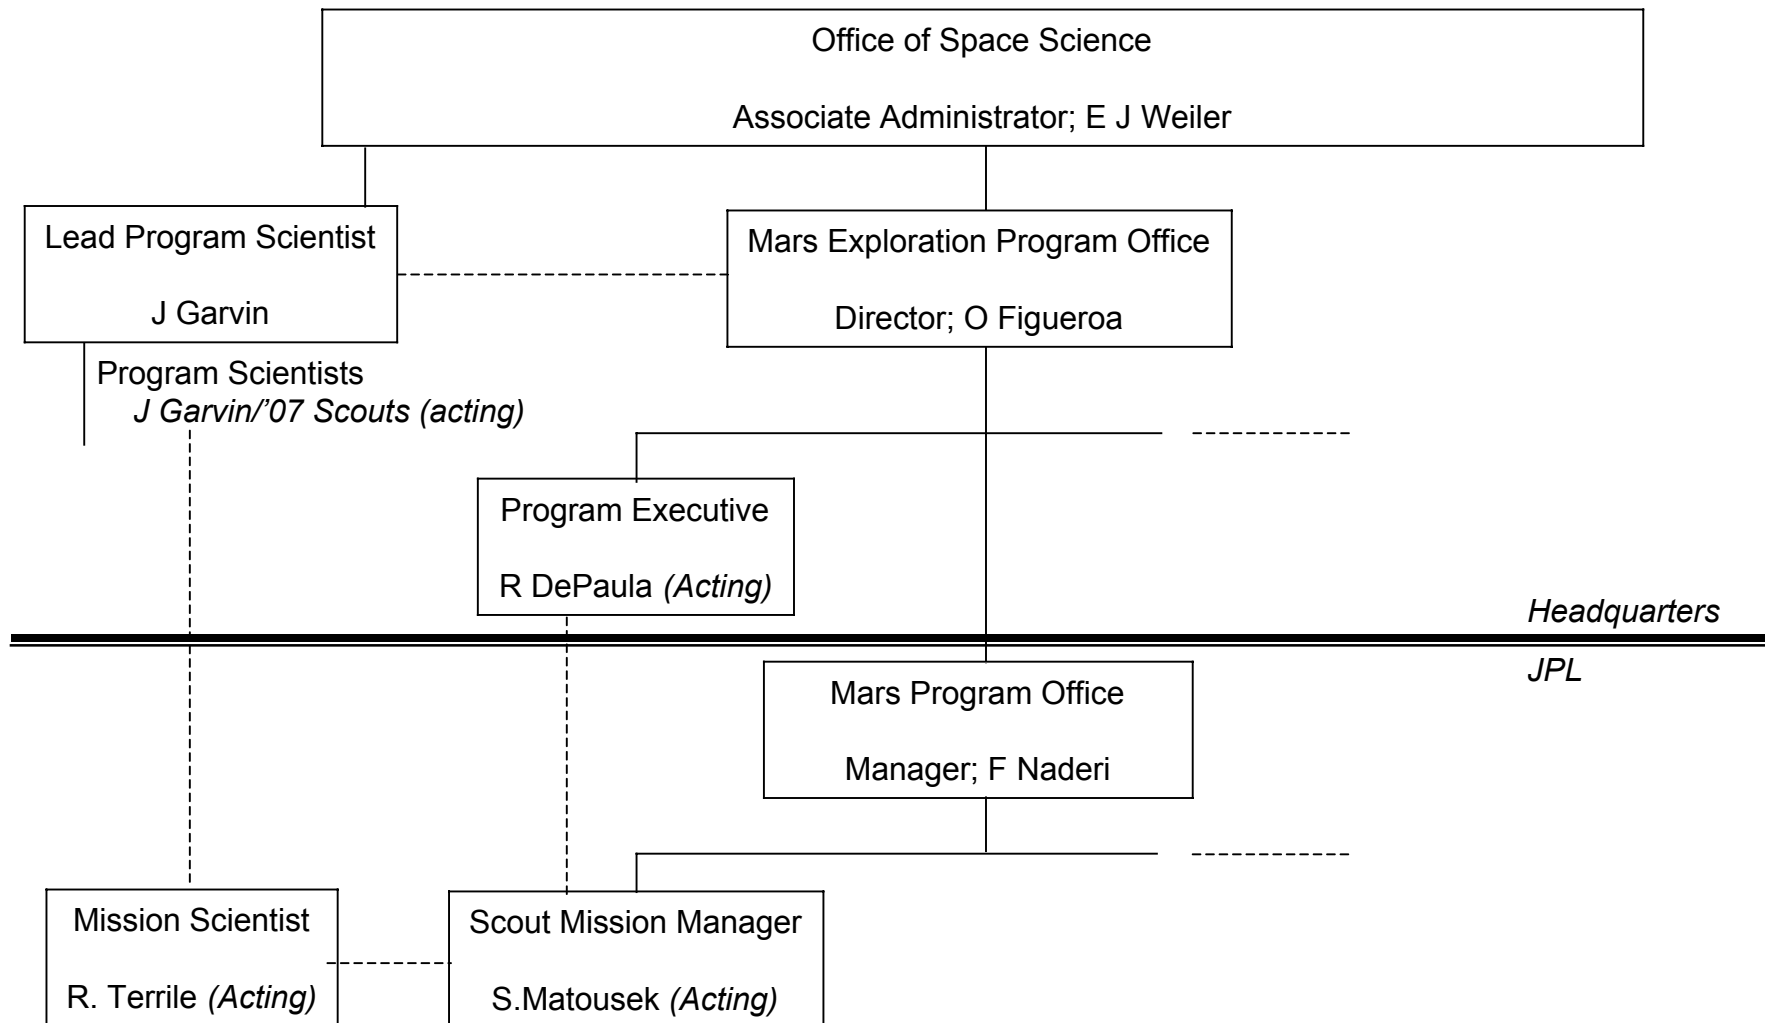 Office of Space Science
Associate Administrator; E J Weiler
Lead Program Scientist
J Garvin
Mars Exploration Program Office
Director; O Figueroa
Program Scientists
J Garvin/’07 Scouts (acting)
Program Executive
R DePaula (Acting)
Headquarters
JPL
Mars Program Office
Manager; F Naderi
Mission Scientist
R. Terrile (Acting)
Scout Mission Manager
S.Matousek (Acting)